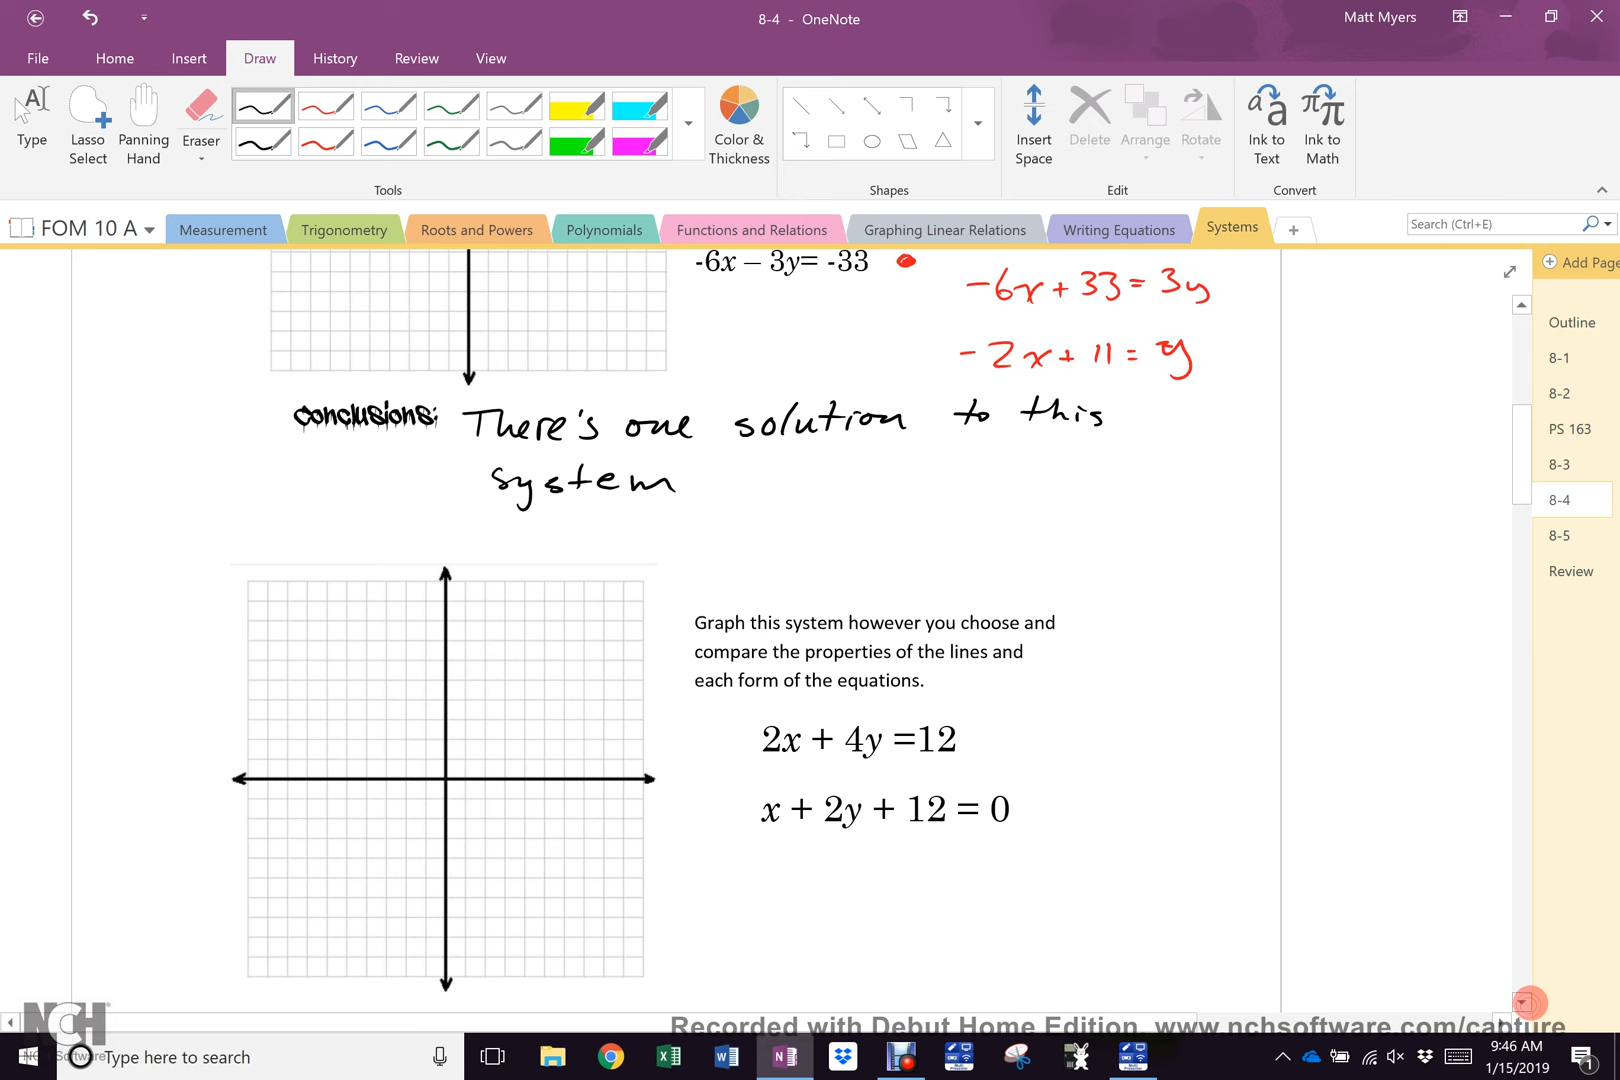 8-4 - OneNote
Matt Myers
File Home Insert Draw History Review View
Type
Lasso Select
Panning Hand
Eraser
Color & Thickness
Insert Space
Delete
Arrange
Rotate
Ink to Text
Ink to Math
Tools
Shapes
Edit
Convert
FOM 10 A
Measurement
Trigonometry
Roots and Powers
Polynomials
Functions and Relations
Graphing Linear Relations
Writing Equations
Systems
Search (Ctrl+E)
Add Page
Outline
8-1
8-2
PS 163
8-3
8-4
8-5
Review
-6x – 3y= -33
-6x + 33 = 3y
-2x + 11 = y
conclusions: There's one solution to this
system
Graph this system however you choose and
compare the properties of the lines and
each form of the equations.
2x + 4y =12
x + 2y + 12 = 0
NCH
NCH Software
Recorded with Debut Home Edition. www.nchsoftware.com/capture
Type here to search
9:46 AM
1/15/2019